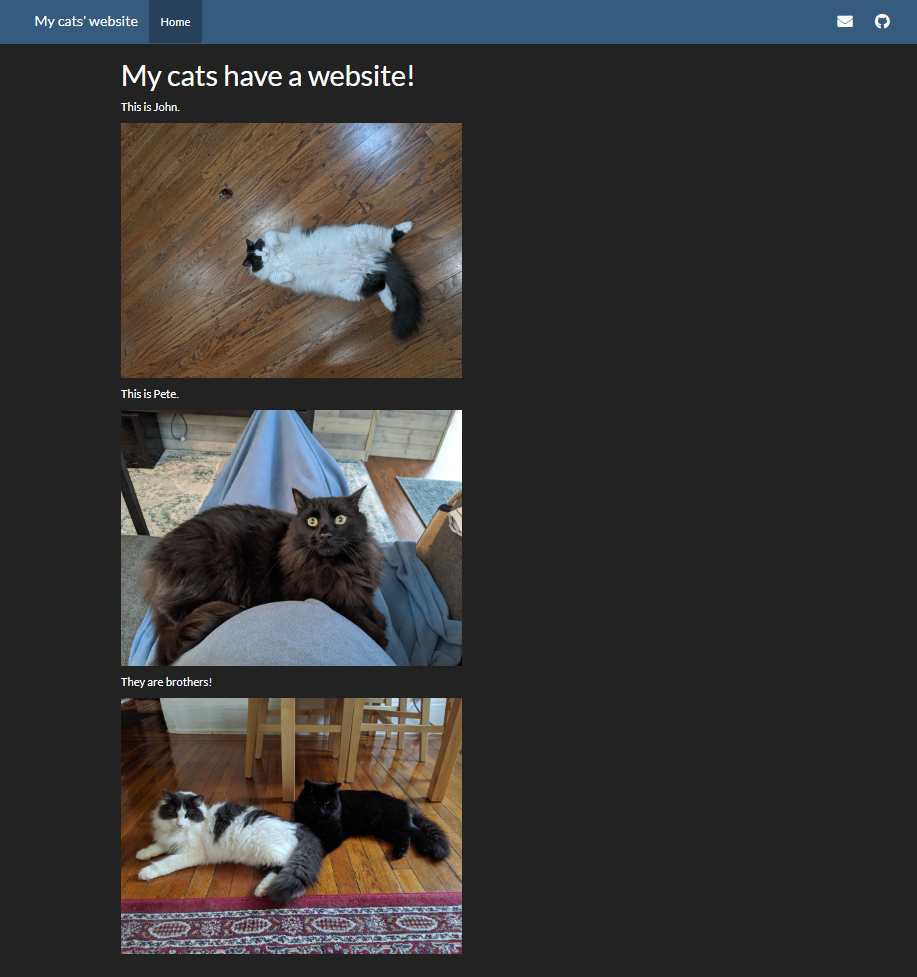 My cats' website
Home
My cats have a website!
This is John.
This is Pete.
They are brothers!